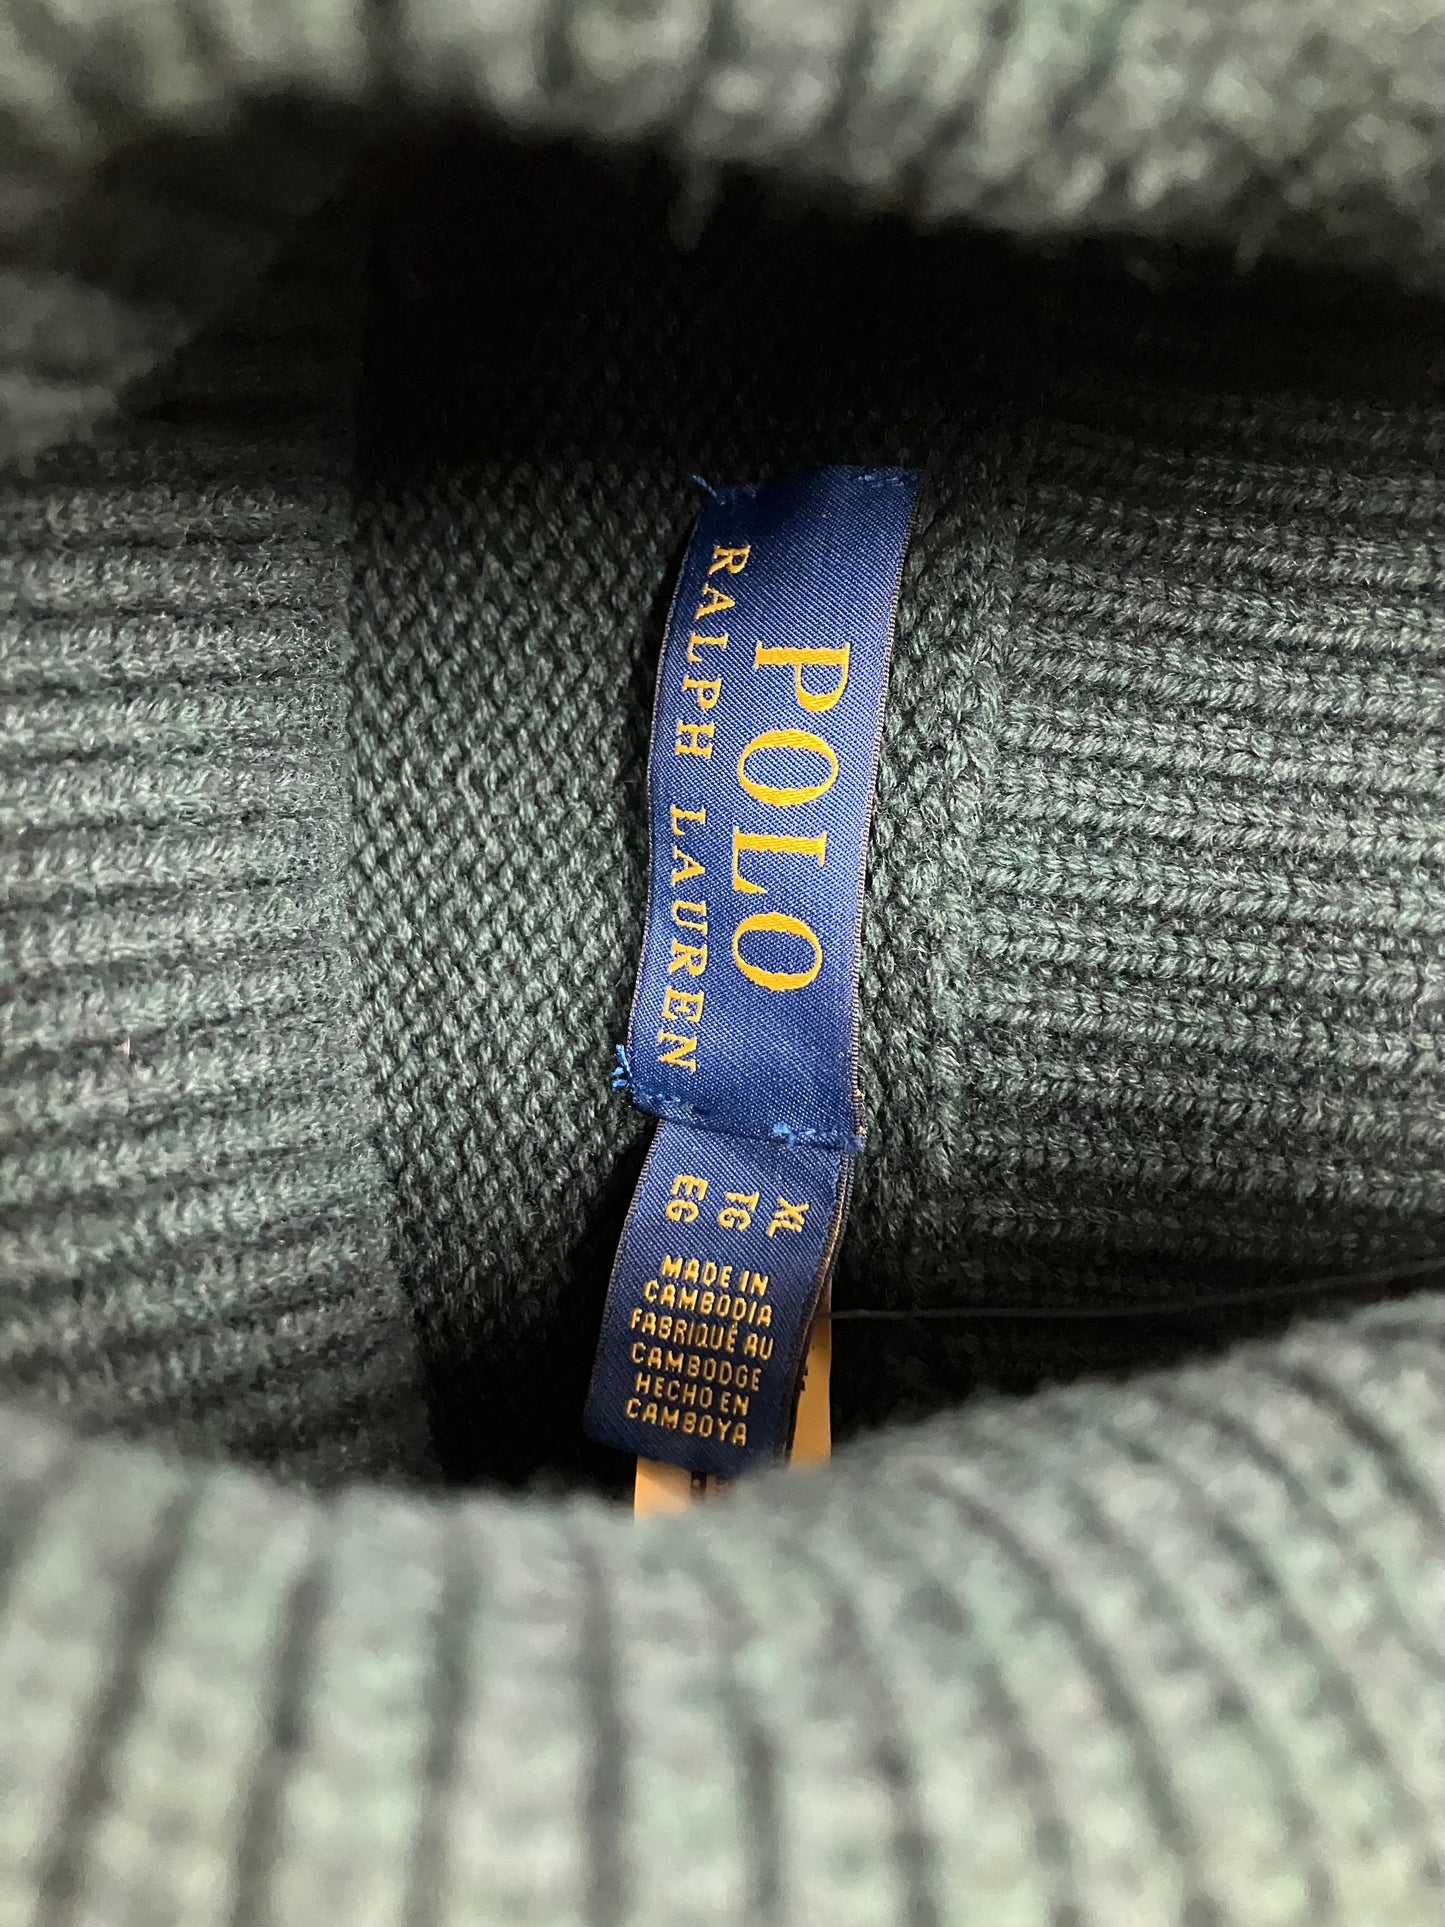 POLO
RALPH LAUREN
XL
TG
EG
MADE IN
CAMBODIA
FABRIQUÉ AU
CAMBODGE
HECHO EN
CAMBOYA